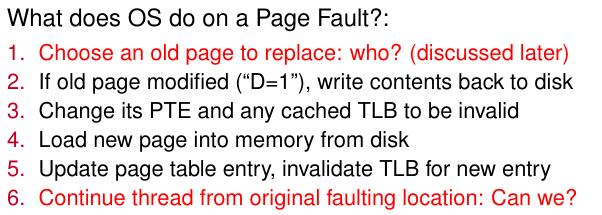 What does OS do on a Page Fault?:
1. Choose an old page to replace: who? (discussed later)
2. If old page modified (“D=1”), write contents back to disk
3. Change its PTE and any cached TLB to be invalid
4. Load new page into memory from disk
5. Update page table entry, invalidate TLB for new entry
6. Continue thread from original faulting location: Can we?